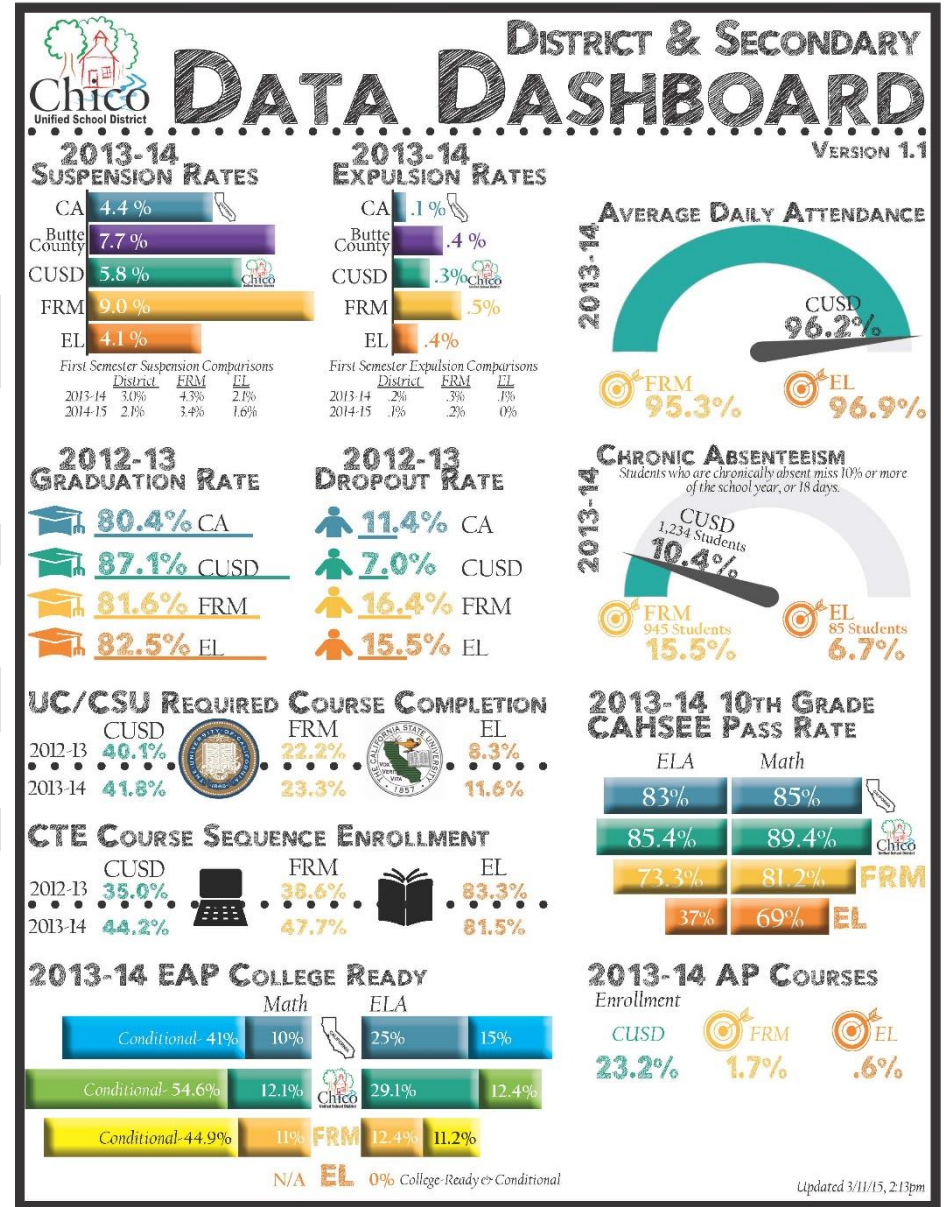 DISTRICT & SECONDARY
DATA DASHBOARD
Chico
Unified School District
VERSION 1.1
2013-14
SUSPENSION RATES
CA 4.4 %
Butte County 7.7 %
CUSD 5.8 %
FRM 9.0 %
EL 4.1 %
First Semester Suspension Comparisons
District FRM EL
2013-14 3.0% 4.3% 2.1%
2014-15 2.1% 3.4% 1.6%
2013-14
EXPULSION RATES
CA .1 %
Butte County .4 %
CUSD .3%
FRM .5%
EL .4%
First Semester Expulsion Comparisons
District FRM EL
2013-14 .2% .3% .1%
2014-15 .1% .2% 0%
AVERAGE DAILY ATTENDANCE
2013-14
CUSD
96.2%
FRM
95.3%
EL
96.9%
2012-13
GRADUATION RATE
80.4% CA
87.1% CUSD
81.6% FRM
82.5% EL
2012-13
DROPOUT RATE
11.4% CA
7.0% CUSD
16.4% FRM
15.5% EL
CHRONIC ABSENTEEISM
Students who are chronically absent miss 10% or more
of the school year, or 18 days.
2013-14
CUSD
1,234 Students
10.4%
FRM
945 Students
15.5%
EL
85 Students
6.7%
UC/CSU REQUIRED COURSE COMPLETION
CUSD FRM EL
2012-13 40.1% 22.2% 8.3%
2013-14 41.8% 23.3% 11.6%
THE CALIFORNIA STATE UNIVERSITY
VOX VERITAS VITA
1857
CTE COURSE SEQUENCE ENROLLMENT
CUSD FRM EL
2012-13 35.0% 38.6% 83.3%
2013-14 44.2% 47.7% 81.5%
2013-14 10TH GRADE
CAHSEE PASS RATE
ELA Math
83% 85%
85.4% 89.4%
Chico
73.3% 81.2% FRM
37% 69% EL
2013-14 EAP COLLEGE READY
Math ELA
Conditional- 41% 10% 25% 15%
Conditional- 54.6% 12.1% Chico 29.1% 12.4%
Conditional-44.9% 11% FRM 12.4% 11.2%
N/A EL 0% College-Ready & Conditional
2013-14 AP COURSES
Enrollment
CUSD FRM EL
23.2% 1.7% .6%
Updated 3/11/15, 2:13pm